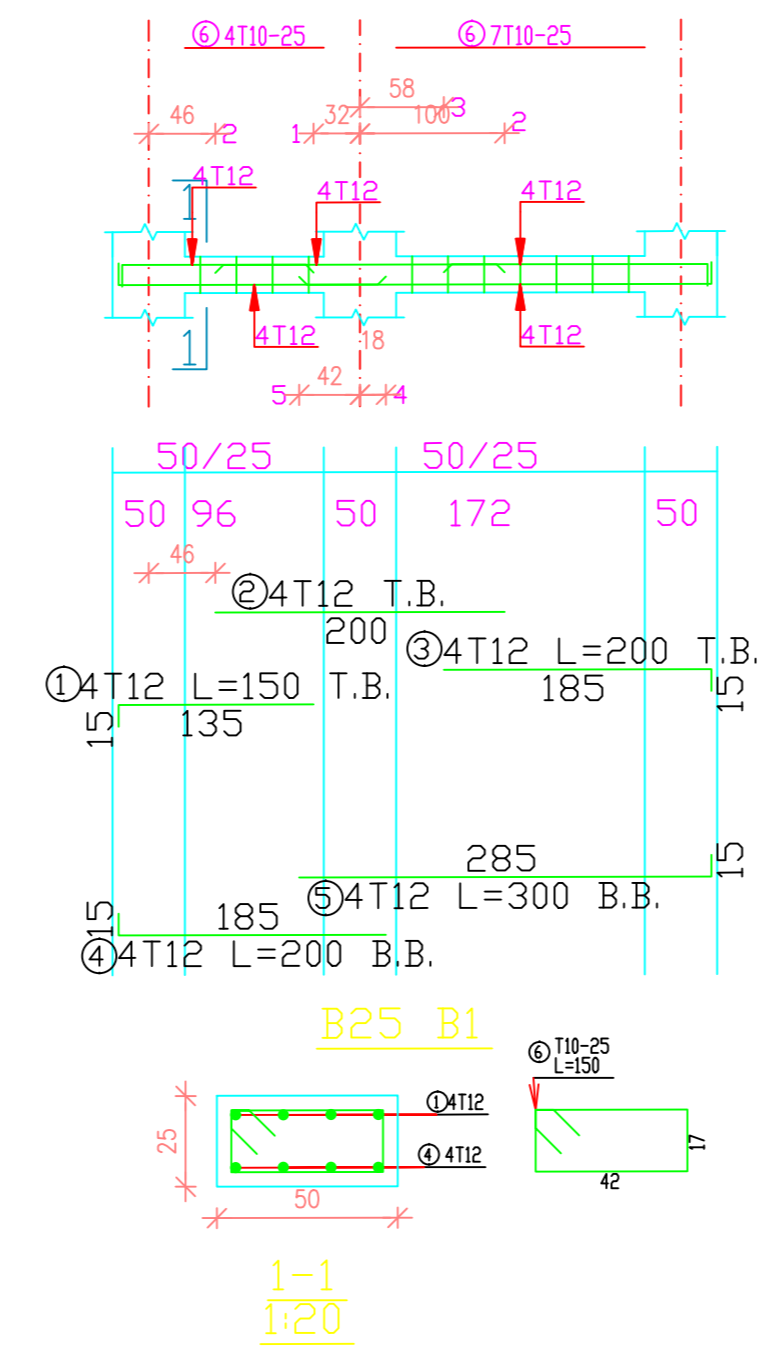 ⑥4T10-25 ⑥7T10-25
58
46 2 1 32 100 3 2
4T12 4T12 4T12
1
4T12 18 4T12
1
5 42 4
50/25 50/25
50 96 50 172 50
46
②4T12 T.B.
200
③4T12 L=200 T.B.
185 15
①4T12 L=150 T.B.
15 135
285 15
⑤4T12 L=300 B.B.
15 185
④4T12 L=200 B.B.
B25 B1
⑥ T10-25
L=150
①4T12
25 17
④4T12
42
50
1-1
1:20